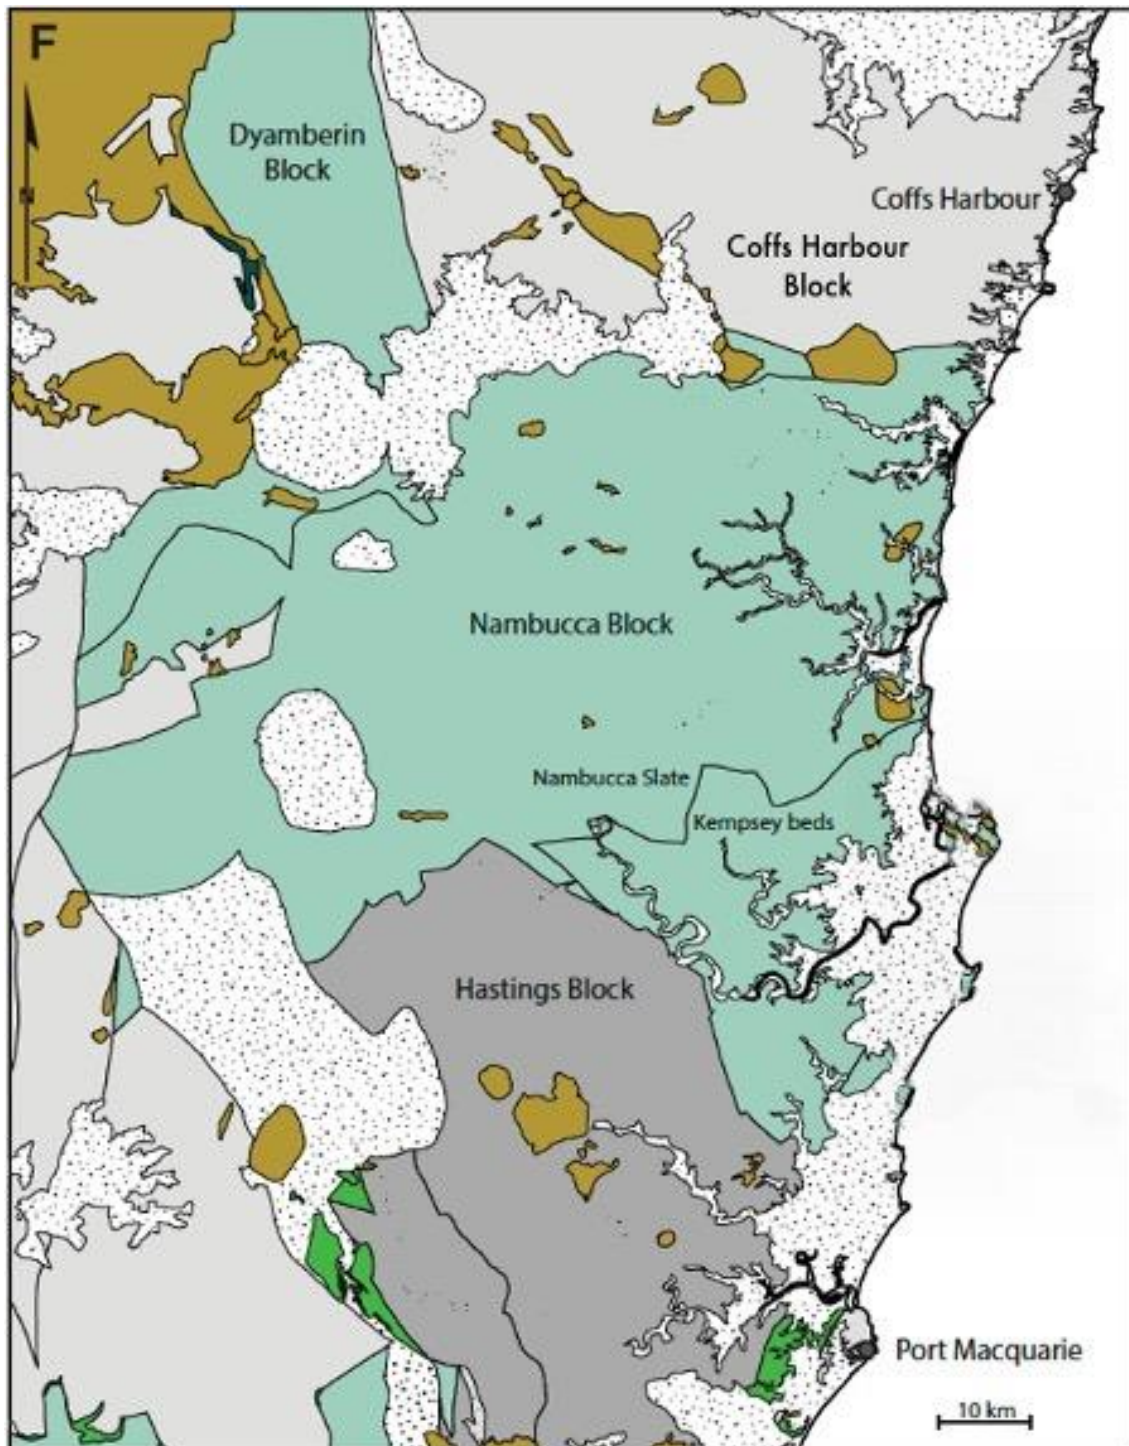 F
Dyamberin
Block
Coffs Harbour
Coffs Harbour
Block
N
Nambucca Block
Nambucca Slate
Kempsey beds
Hastings Block
Port Macquarie
10 km